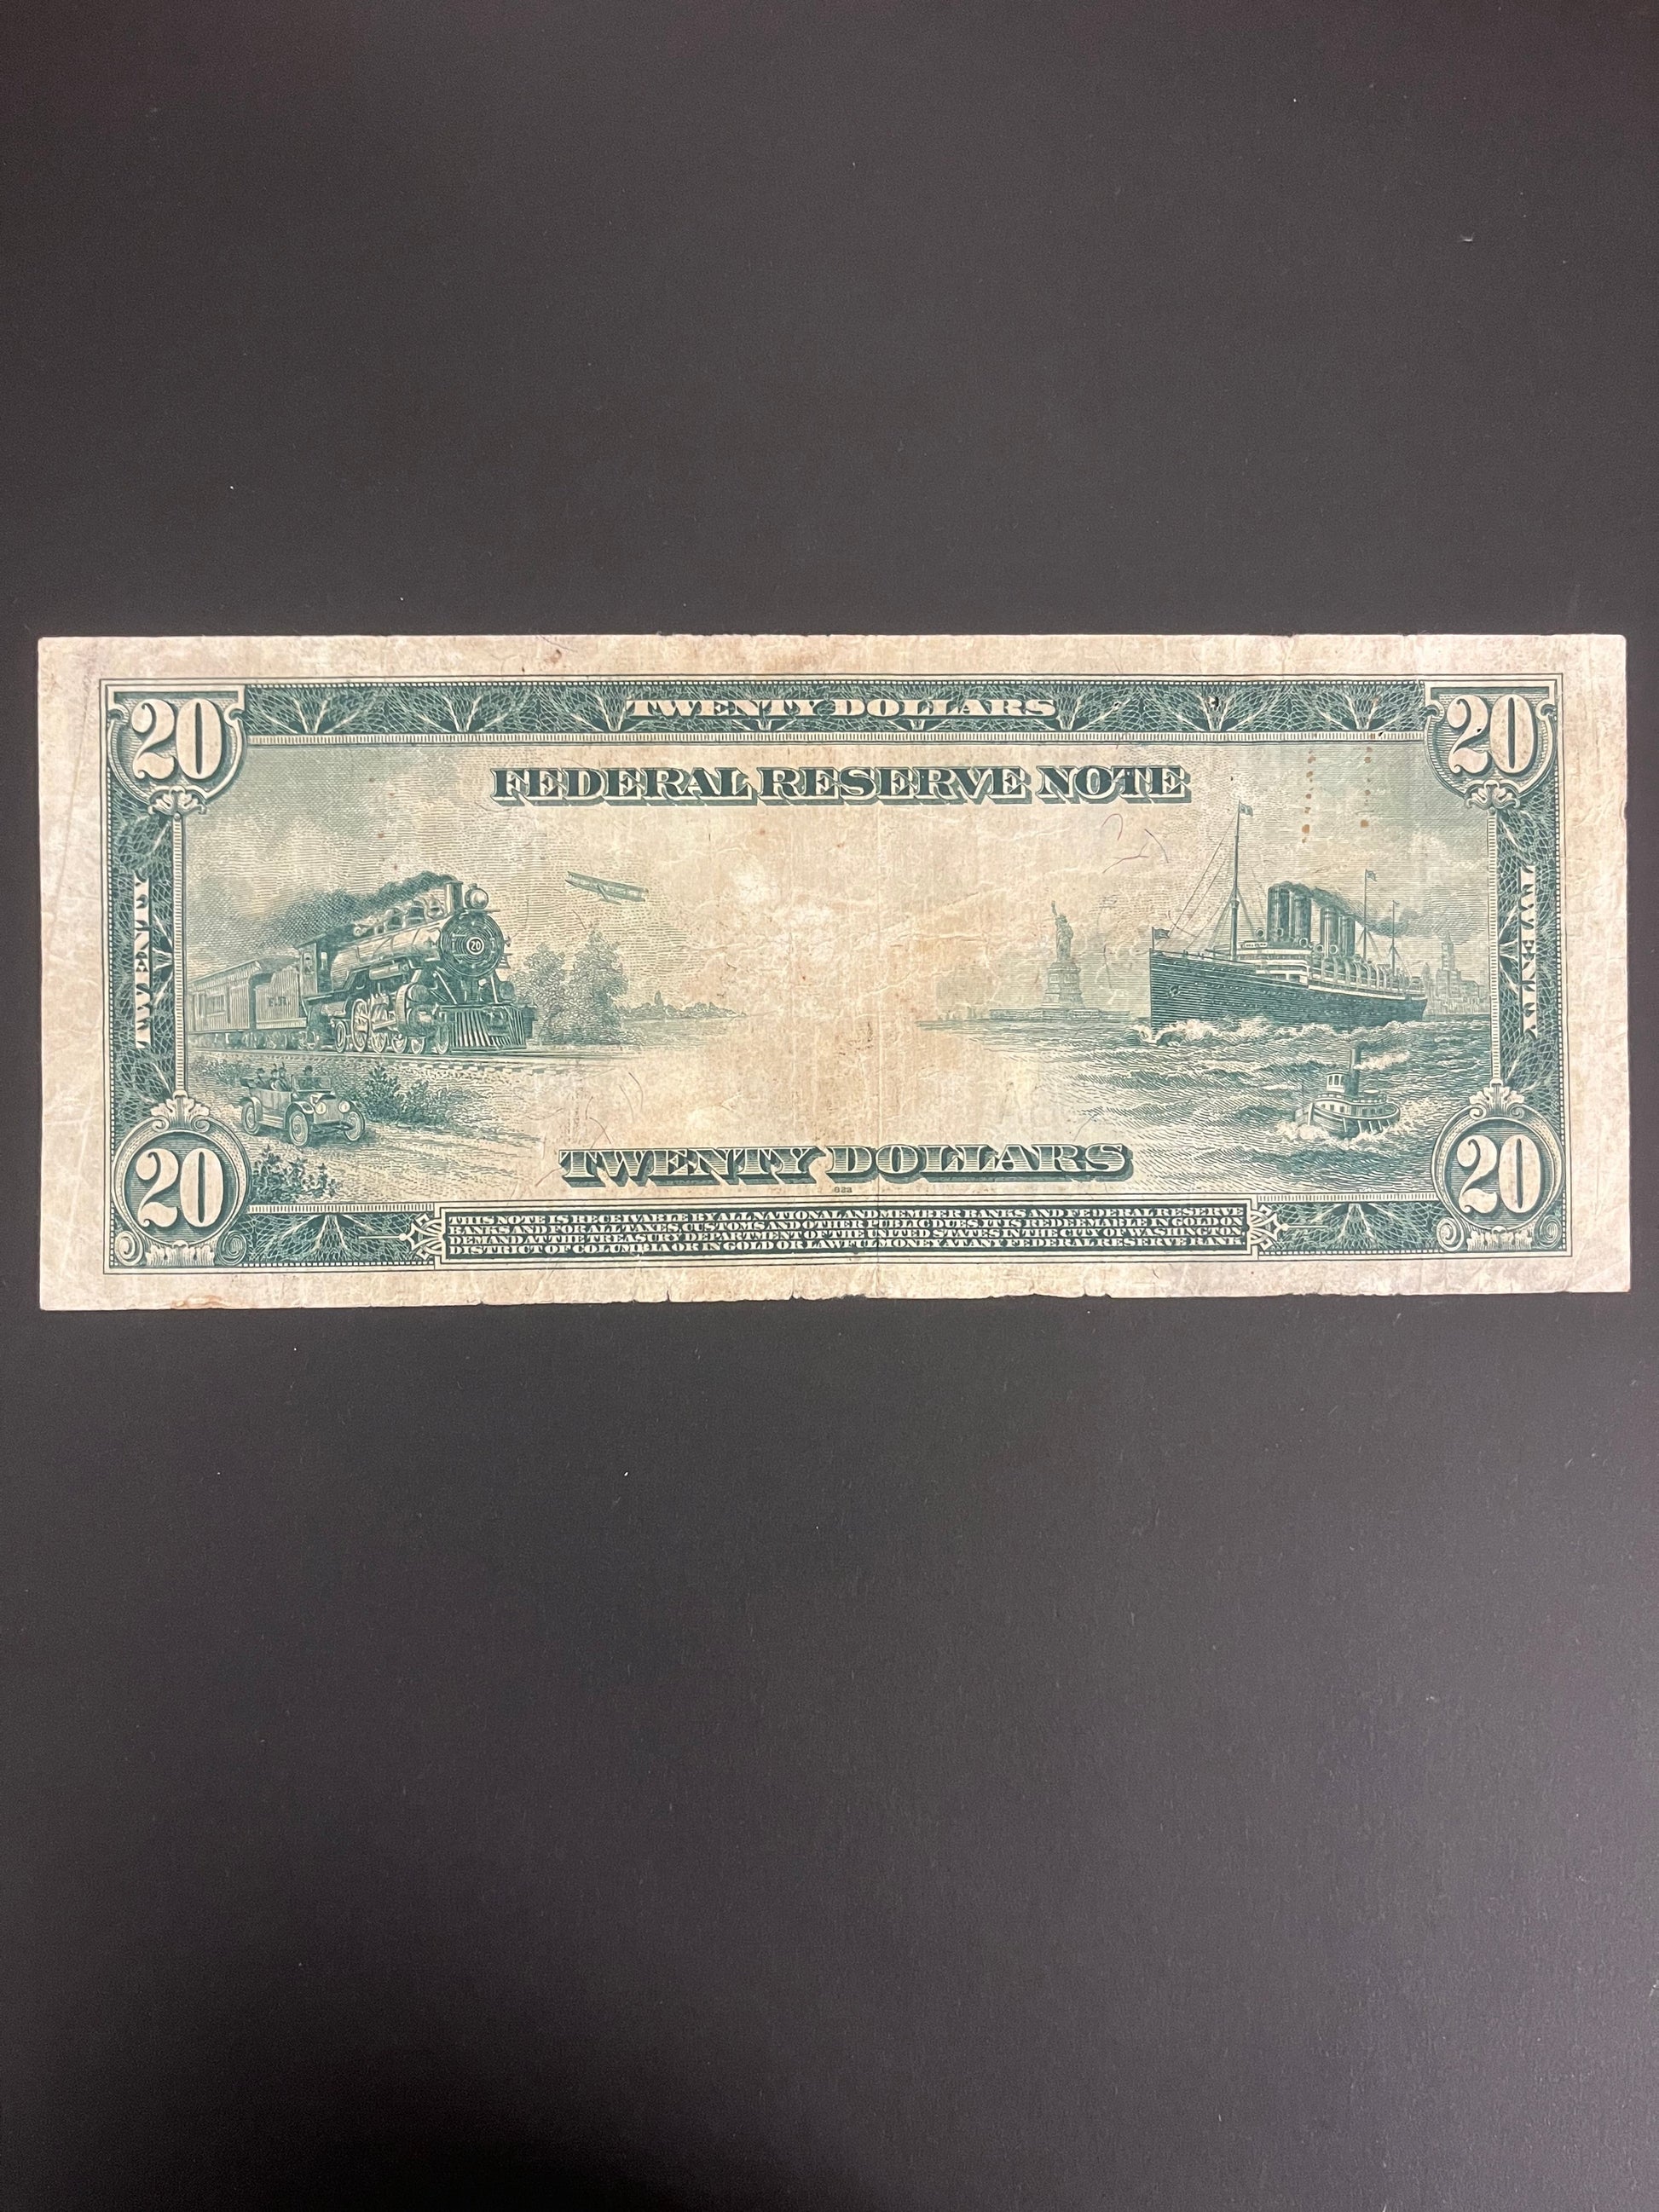 20 TWENTY DOLLARS 20
FEDERAL RESERVE NOTE
TWENTY
TWENTY
20
F.R.
TWENTY DOLLARS
20
20
THIS NOTE IS RECEIVABLE BY ALL NATIONAL AND MEMBER BANKS AND FEDERAL RESERVE
BANKS AND FOR ALL TAXES, CUSTOMS AND OTHER PUBLIC DUES. IT IS REDEEMABLE IN GOLD ON
DEMAND AT THE TREASURY DEPARTMENT OF THE UNITED STATES IN THE CITY OF WASHINGTON,
DISTRICT OF COLUMBIA OR IN GOLD OR LAWFUL MONEY AT ANY FEDERAL RESERVE BANK.